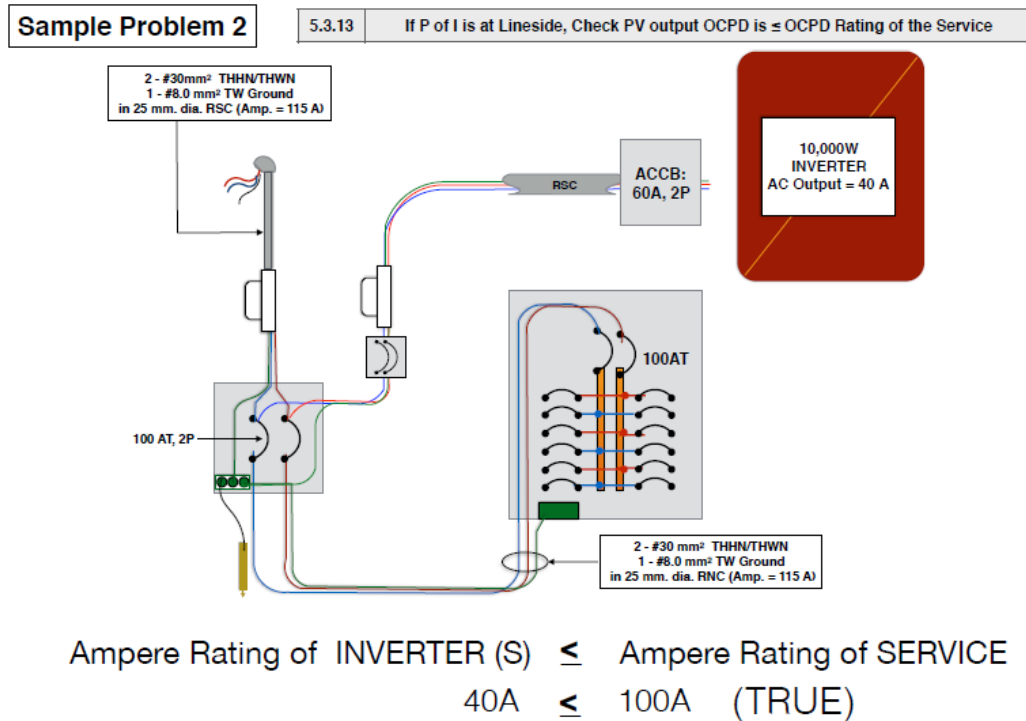 Sample Problem 2
5.3.13 If P of I is at Lineside, Check PV output OCPD is ≤ OCPD Rating of the Service
2 - #30mm² THHN/THWN
1 - #8.0 mm² TW Ground
in 25 mm. dia. RSC (Amp. = 115 A)
RSC
ACCB:
60A, 2P
10,000W
INVERTER
AC Output = 40 A
100AT
100 AT, 2P
2 - #30 mm² THHN/THWN
1 - #8.0 mm² TW Ground
in 25 mm. dia. RNC (Amp. = 115 A)
Ampere Rating of INVERTER (S) ≤ Ampere Rating of SERVICE
40A ≤ 100A (TRUE)